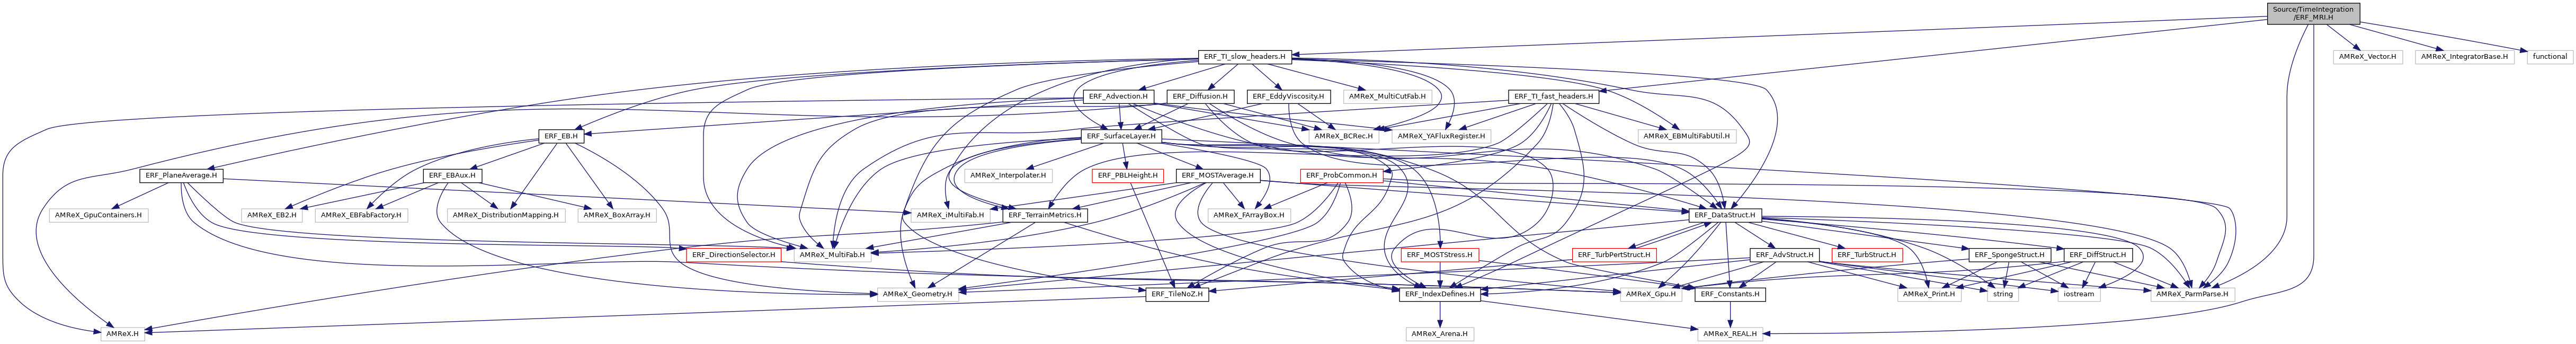 Source/TimeIntegration
/ERF_MRI.H
ERF_TI_slow_headers.H
AMReX_Vector.H
AMReX_IntegratorBase.H
functional
ERF_Advection.H
ERF_Diffusion.H
ERF_EddyViscosity.H
AMReX_MultiCutFab.H
ERF_TI_fast_headers.H
ERF_EB.H
ERF_SurfaceLayer.H
AMReX_BCRec.H
AMReX_YAFluxRegister.H
AMReX_EBMultiFabUtil.H
ERF_PlaneAverage.H
ERF_EBAux.H
AMReX_Interpolater.H
ERF_PBLHeight.H
ERF_MOSTAverage.H
ERF_ProbCommon.H
AMReX_GpuContainers.H
AMReX_EB2.H
AMReX_EBFabFactory.H
AMReX_DistributionMapping.H
AMReX_BoxArray.H
AMReX_iMultiFab.H
ERF_TerrainMetrics.H
AMReX_FArrayBox.H
ERF_DataStruct.H
ERF_DirectionSelector.H
AMReX_MultiFab.H
ERF_MOSTStress.H
ERF_TurbPertStruct.H
ERF_AdvStruct.H
ERF_TurbStruct.H
ERF_SpongeStruct.H
ERF_DiffStruct.H
AMReX_Geometry.H
ERF_TileNoZ.H
ERF_IndexDefines.H
AMReX_Gpu.H
ERF_Constants.H
AMReX_Print.H
string
iostream
AMReX_ParmParse.H
AMReX.H
AMReX_Arena.H
AMReX_REAL.H